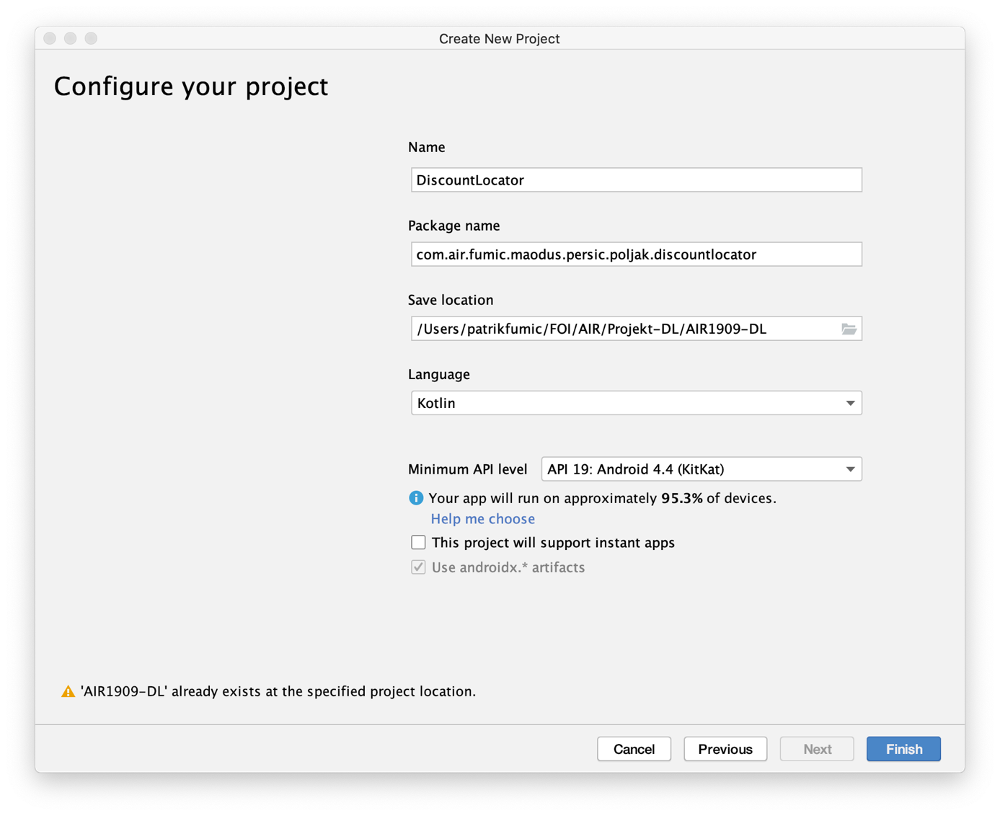 Create New Project
Configure your project
Name
DiscountLocator
Package name
com.air.fumic.maodus.persic.poljak.discountlocator
Save location
/Users/patrikfumic/FOI/AIR/Projekt-DL/AIR1909-DL
Language
Kotlin
Minimum API level API 19: Android 4.4 (KitKat)
Your app will run on approximately 95.3% of devices.
Help me choose
This project will support instant apps
Use androidx.* artifacts
'AIR1909-DL' already exists at the specified project location.
Cancel Previous Next Finish